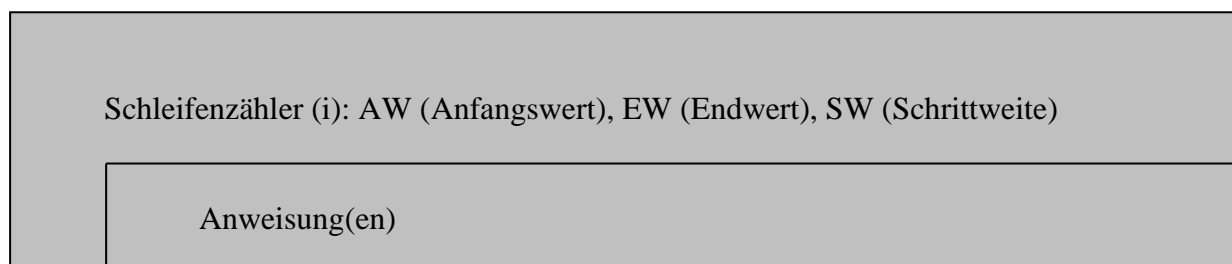 Schleifenzähler (i): AW (Anfangswert), EW (Endwert), SW (Schrittweite)
Anweisung(en)